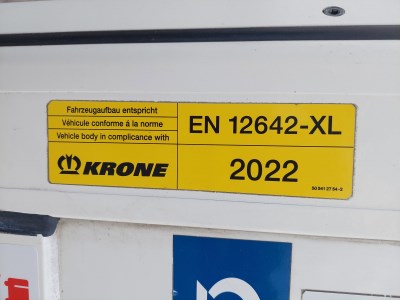 Fahrzeugaufbau entspricht
Véhicule conforme á la norme
Vehicle body in complicance with
EN 12642-XL
KRONE
2022